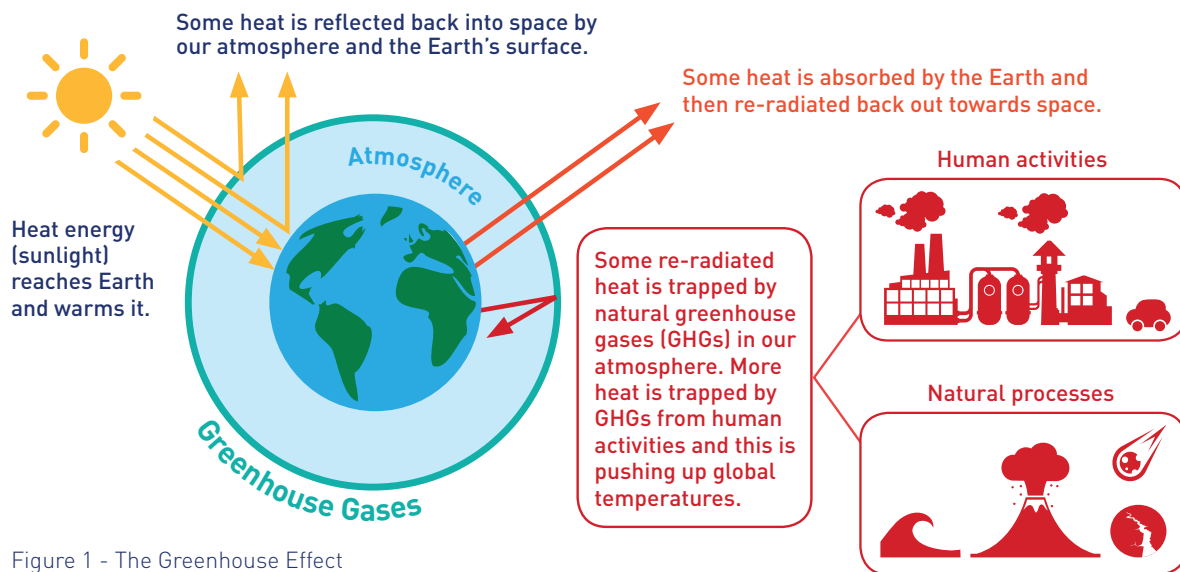 Some heat is reflected back into space by
our atmosphere and the Earth’s surface.
Some heat is absorbed by the Earth and
then re-radiated back out towards space.
Atmosphere
Heat energy
(sunlight)
reaches Earth
and warms it.
Greenhouse Gases
Some re-radiated
heat is trapped by
natural greenhouse
gases (GHGs) in our
atmosphere. More
heat is trapped by
GHGs from human
activities and this is
pushing up global
temperatures.
Human activities
Natural processes
Figure 1 - The Greenhouse Effect